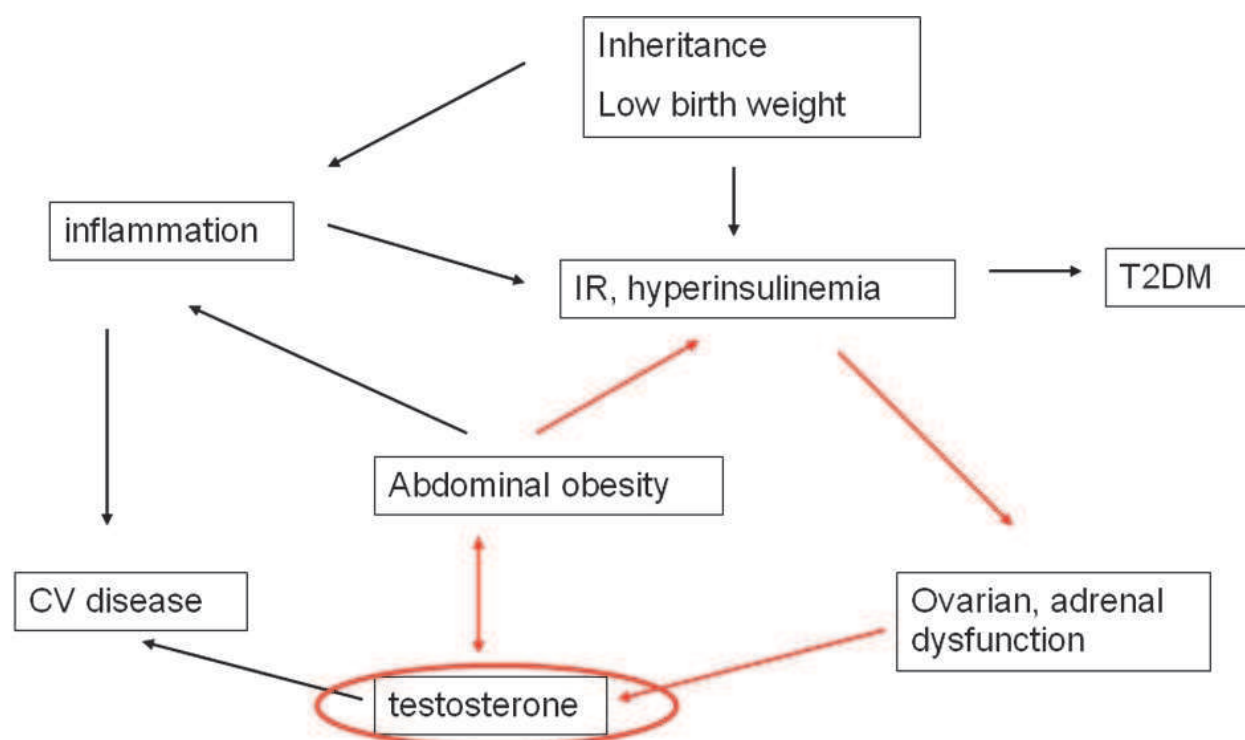 Inheritance
Low birth weight
inflammation
IR, hyperinsulinemia
T2DM
Abdominal obesity
CV disease
Ovarian, adrenal
dysfunction
testosterone